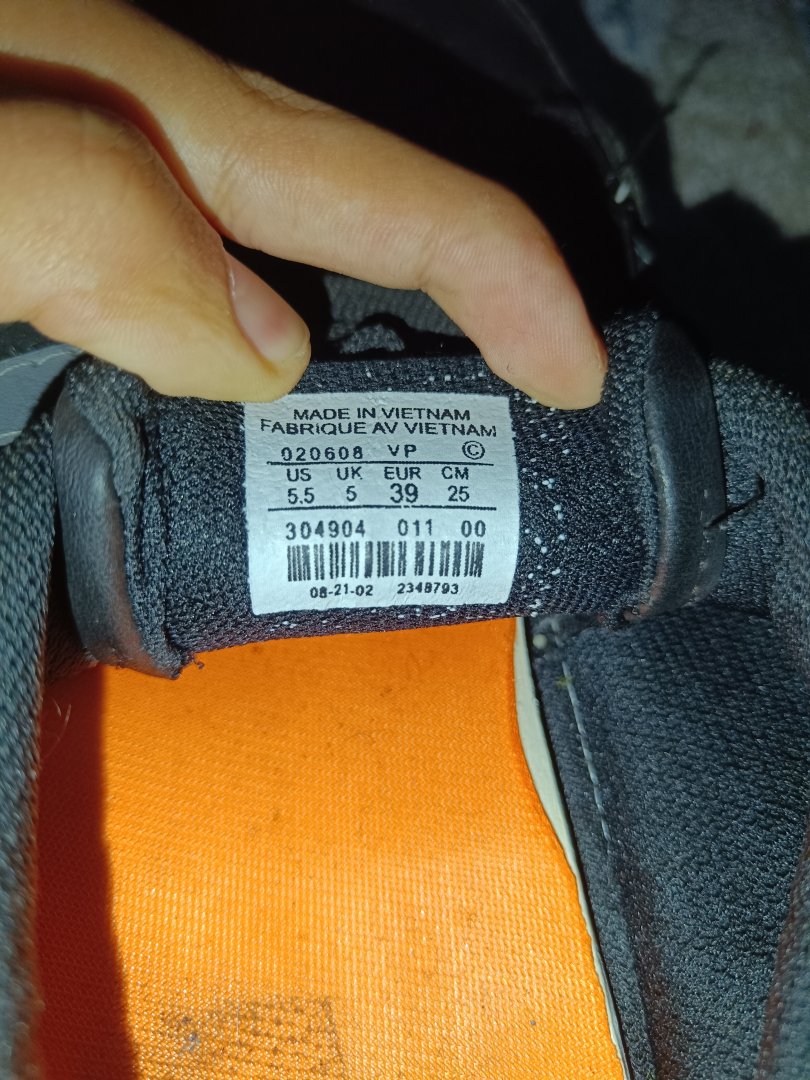 MADE IN VIETNAM
FABRIQUE AV VIETNAM
020608 VP ©
US UK EUR CM
5.5 5 39 25
304904 011 00
08-21-02 2348793